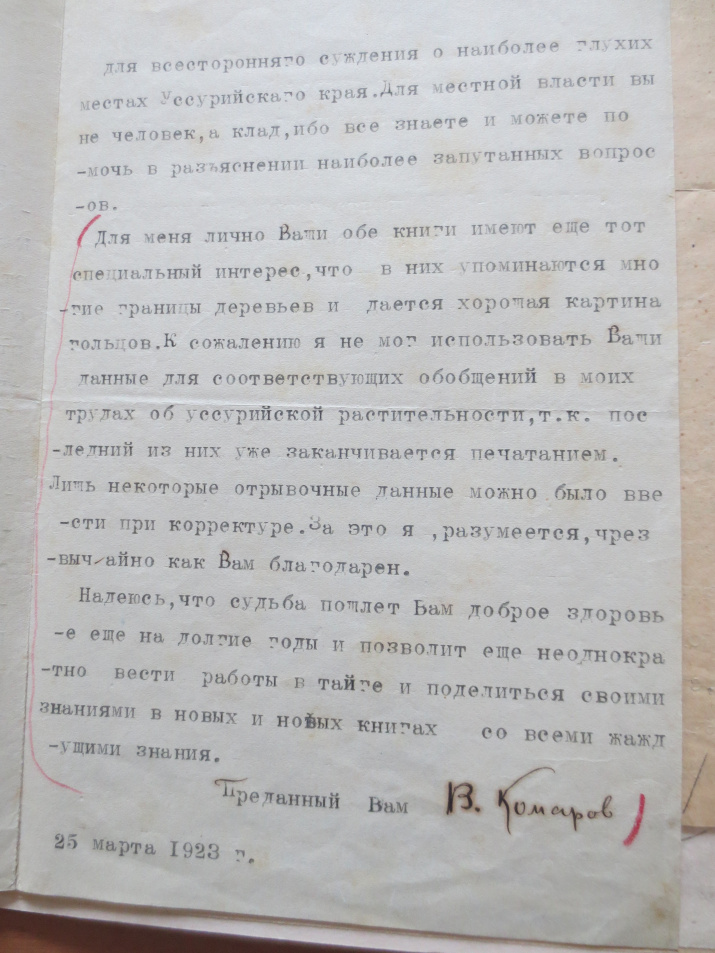 для всесторонняго суждения о наиболее глухих
местах Уссурийскаго края.Для местной власти вы
не человек,а клад,ибо все знаете и можете по
-мочь в разъяснении наиболее запутанных вопрос
-ов.
Для меня лично Ваши обе книги имеют еще тот
специальный интерес,что в них упоминаются мно
-гие границы деревьев и дается хорошая картина
гольцов.К сожалению я не мог использовать Ваши
данные для соответствующих обобщений в моих
трудах об уссурийской растительности,т.к. пос
-ледний из них уже заканчивается печатанием.
Лишь некоторые отрывочные данные можно было вве
-сти при корректуре.За это я ,разумеется,чрез
-вычайно как Вам благодарен.
Надеюсь,что судьба пошлет Вам доброе здоровь
-е еще на долгие годы и позволит еще неоднокра
-тно вести работы в тайге и поделиться своими
знаниями в новых и новых книгах со всеми жажд
-ущими знания.
Преданный Вам В. Комаров
25 марта 1923 г.